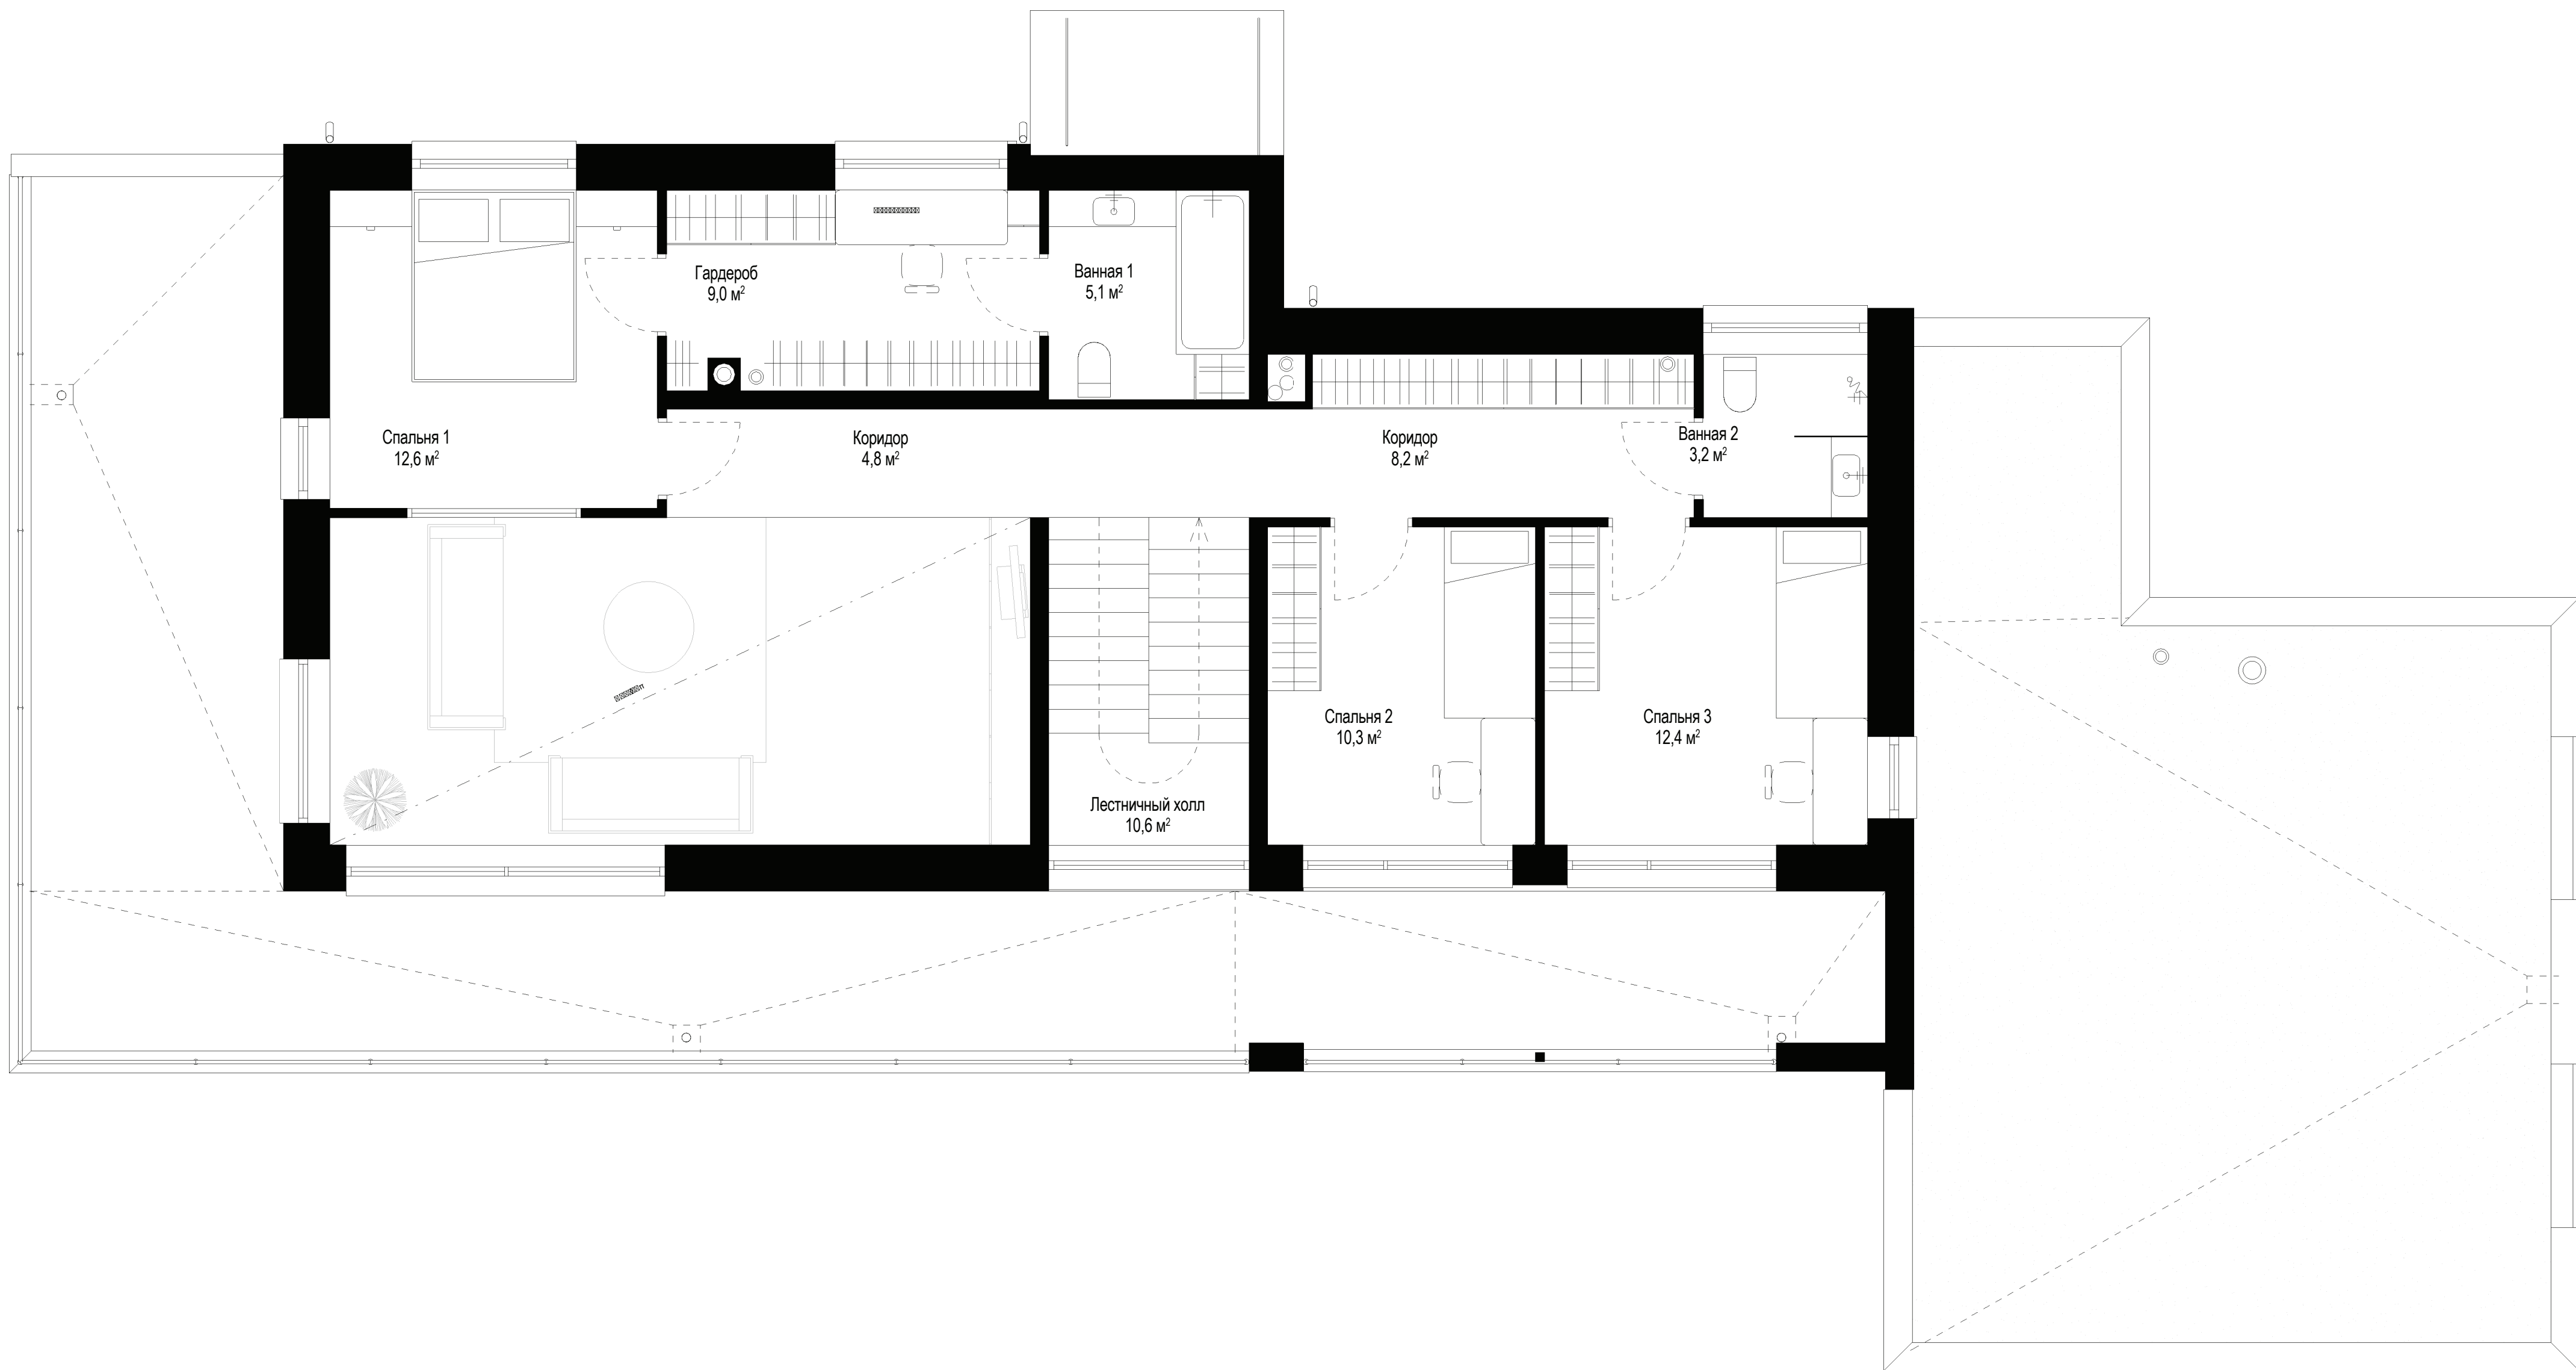 Гардероб
9,0 м²
Ванная 1
5,1 м²
Спальня 1
12,6 м²
Коридор
4,8 м²
Коридор
8,2 м²
Ванная 2
3,2 м²
Спальня 2
10,3 м²
Спальня 3
12,4 м²
Лестничный холл
10,6 м²